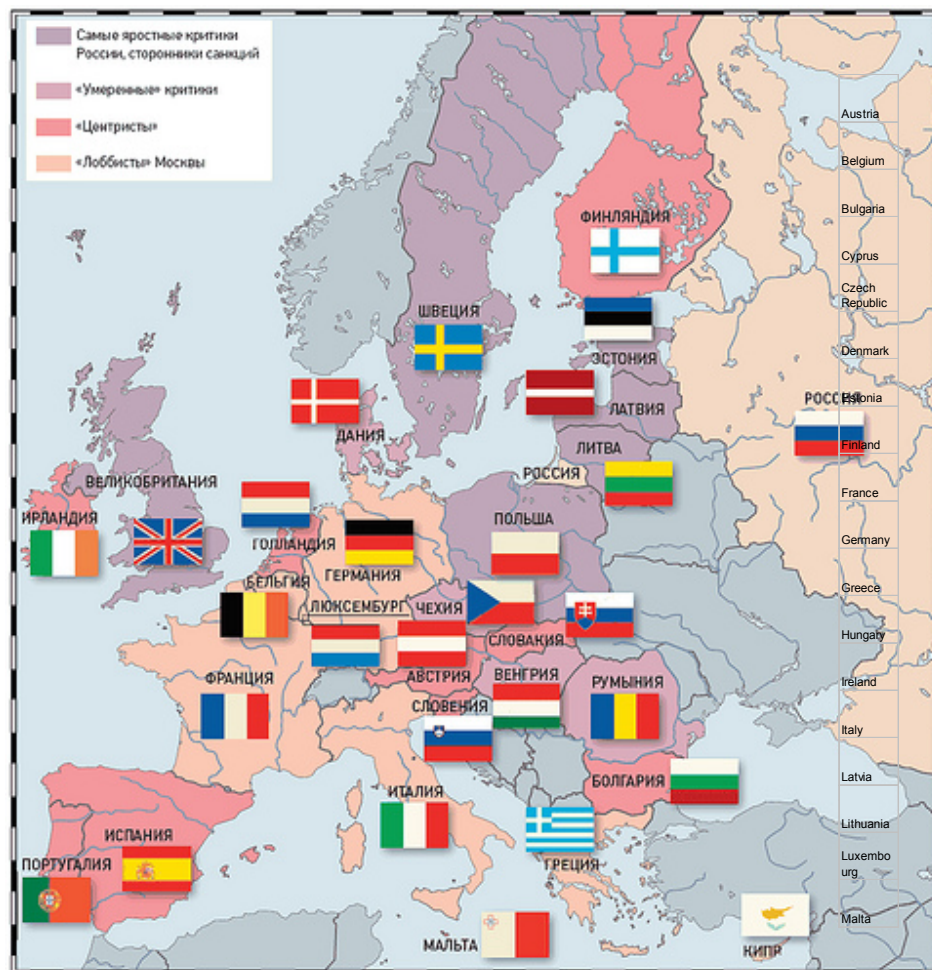 Самые яростные критики
России, сторонники санкций
«Умеренные» критики
«Центристы»
«Лоббисты» Москвы
ФИНЛЯНДИЯ
ШВЕЦИЯ
ЭСТОНИЯ
ДАНИЯ
ЛАТВИЯ
РОССИЯ
ЛИТВА
РОССИЯ
ВЕЛИКОБРИТАНИЯ
ИРЛАНДИЯ
ПОЛЬША
ГОЛЛАНДИЯ
ГЕРМАНИЯ
БЕЛЬГИЯ
ЛЮКСЕМБУРГ
ЧЕХИЯ
СЛОВАКИЯ
АВСТРИЯ
ФРАНЦИЯ
ВЕНГРИЯ
РУМЫНИЯ
СЛОВЕНИЯ
БОЛГАРИЯ
ИТАЛИЯ
ИСПАНИЯ
ПОРТУГАЛИЯ
ГРЕЦИЯ
МАЛЬТА
КИПР
Austria
Belgium
Bulgaria
Cyprus
Czech
Republic
Denmark
Estonia
Finland
France
Germany
Greece
Hungary
Ireland
Italy
Latvia
Lithuania
Luxembo
urg
Malta